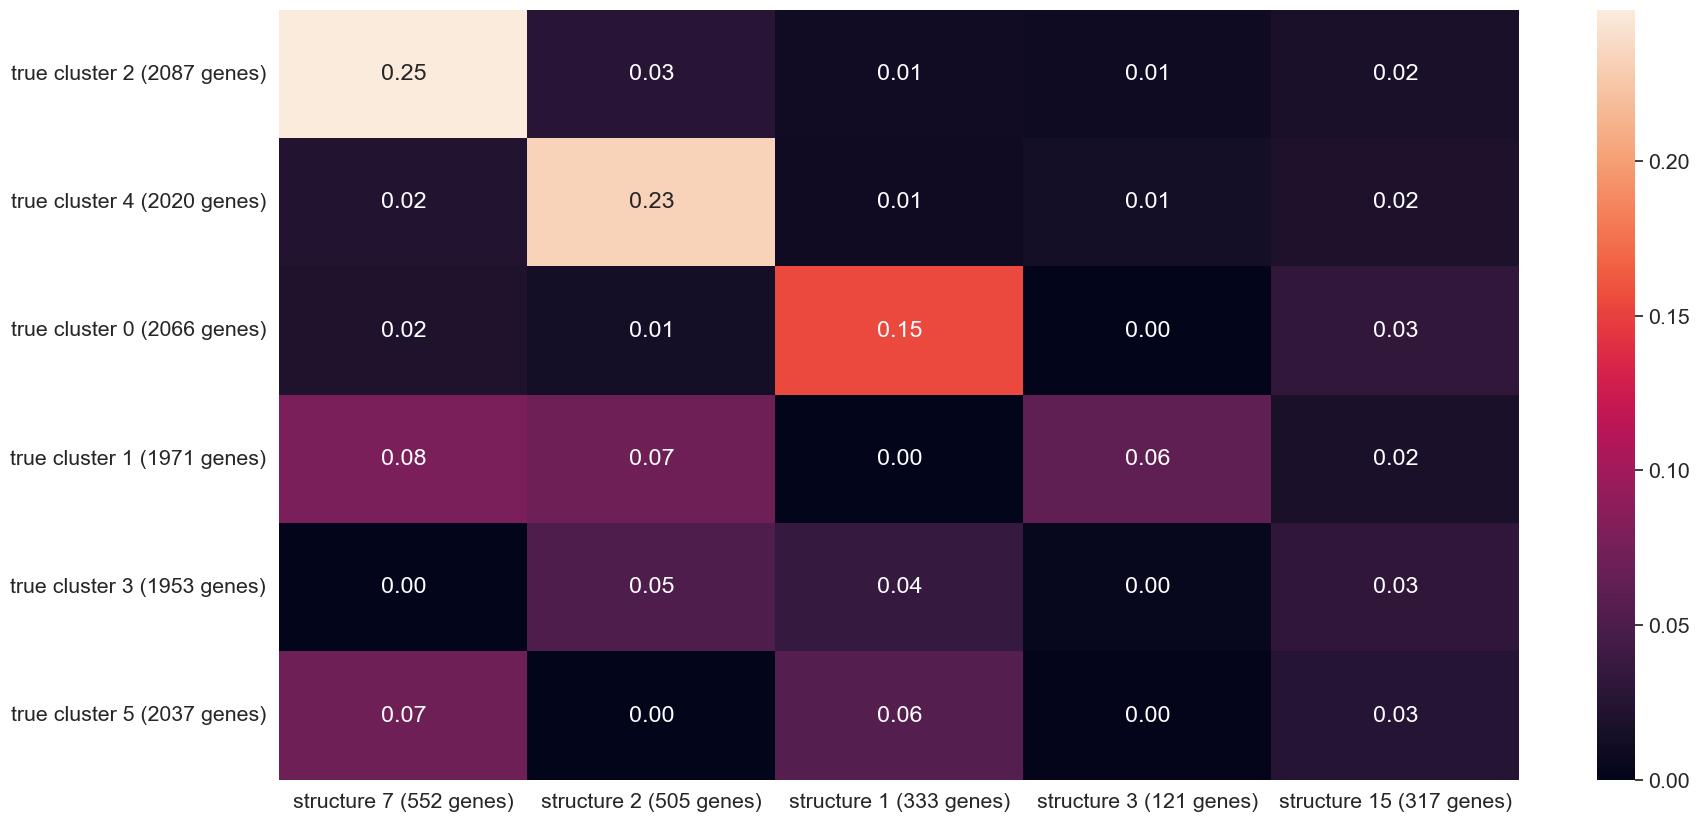 true cluster 2 (2087 genes) 0.25 0.03 0.01 0.01 0.02
0.20
true cluster 4 (2020 genes) 0.02 0.23 0.01 0.01 0.02
0.15
true cluster 0 (2066 genes) 0.02 0.01 0.15 0.00 0.03
true cluster 1 (1971 genes) 0.08 0.07 0.00 0.06 0.02
0.10
true cluster 3 (1953 genes) 0.00 0.05 0.04 0.00 0.03
0.05
true cluster 5 (2037 genes) 0.07 0.00 0.06 0.00 0.03
0.00
structure 7 (552 genes) structure 2 (505 genes) structure 1 (333 genes) structure 3 (121 genes) structure 15 (317 genes)